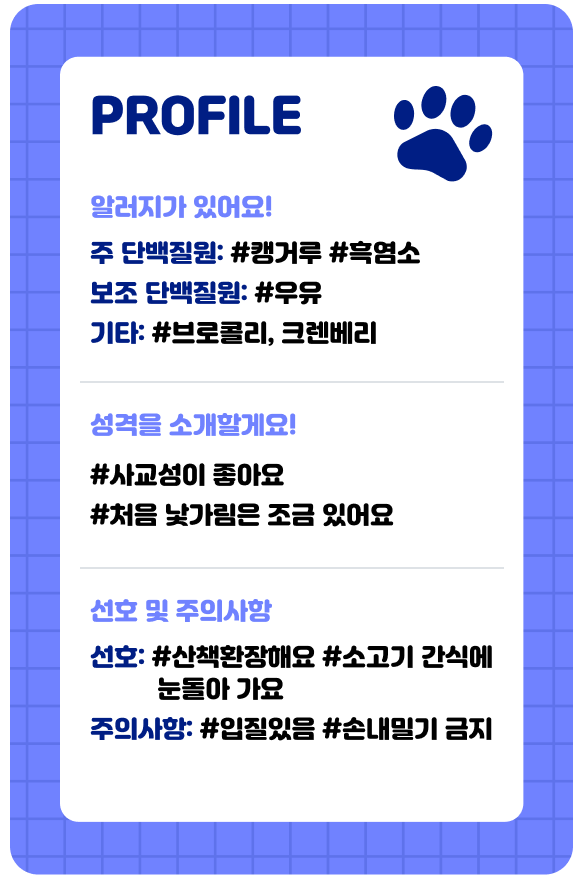 PROFILE
알러지가 있어요!
주 단백질원: #캥거루 #흑염소
보조 단백질원: #우유
기타: #브로콜리, 크렌베리
성격을 소개할게요!
#사교성이 좋아요
#처음 낯가림은 조금 있어요
선호 및 주의사항
선호: #산책환장해요 #소고기 간식에
눈돌아 가요
주의사항: #입질있음 #손내밀기 금지